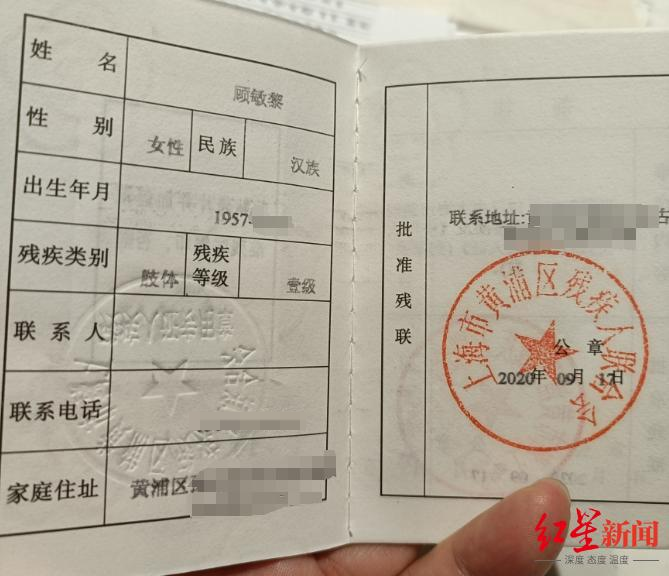 姓 名 顾敏黎
性 别 女性 民族 汉族
出生年月 1957
残疾类别 肢体 残疾等级 壹级
联 系 人
联系电话
家庭住址 黄浦区
批准残联
联系地址:
上海市黄浦区残疾人联合会
公 章
2020年 09月 17日
红星新闻
深度 态度 温度